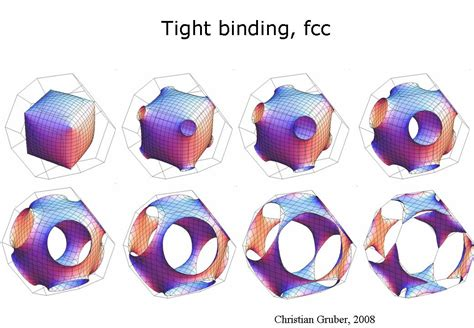 Tight binding, fcc
Christian Gruber, 2008